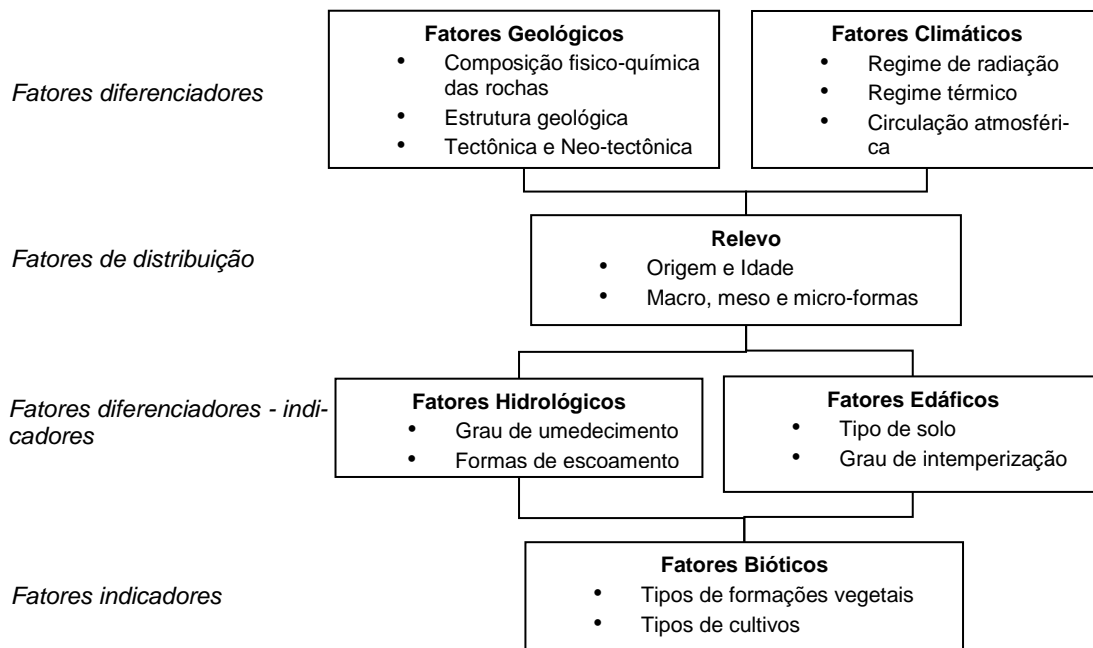 Fatores diferenciadores
Fatores Geológicos
• Composição fisico-química
das rochas
• Estrutura geológica
• Tectônica e Neo-tectônica
Fatores Climáticos
• Regime de radiação
• Regime térmico
• Circulação atmosféri-
ca
Fatores de distribuição
Relevo
• Origem e Idade
• Macro, meso e micro-formas
Fatores diferenciadores - indi-
cadores
Fatores Hidrológicos
• Grau de umedecimento
• Formas de escoamento
Fatores Edáficos
• Tipo de solo
• Grau de intemperização
Fatores indicadores
Fatores Bióticos
• Tipos de formações vegetais
• Tipos de cultivos